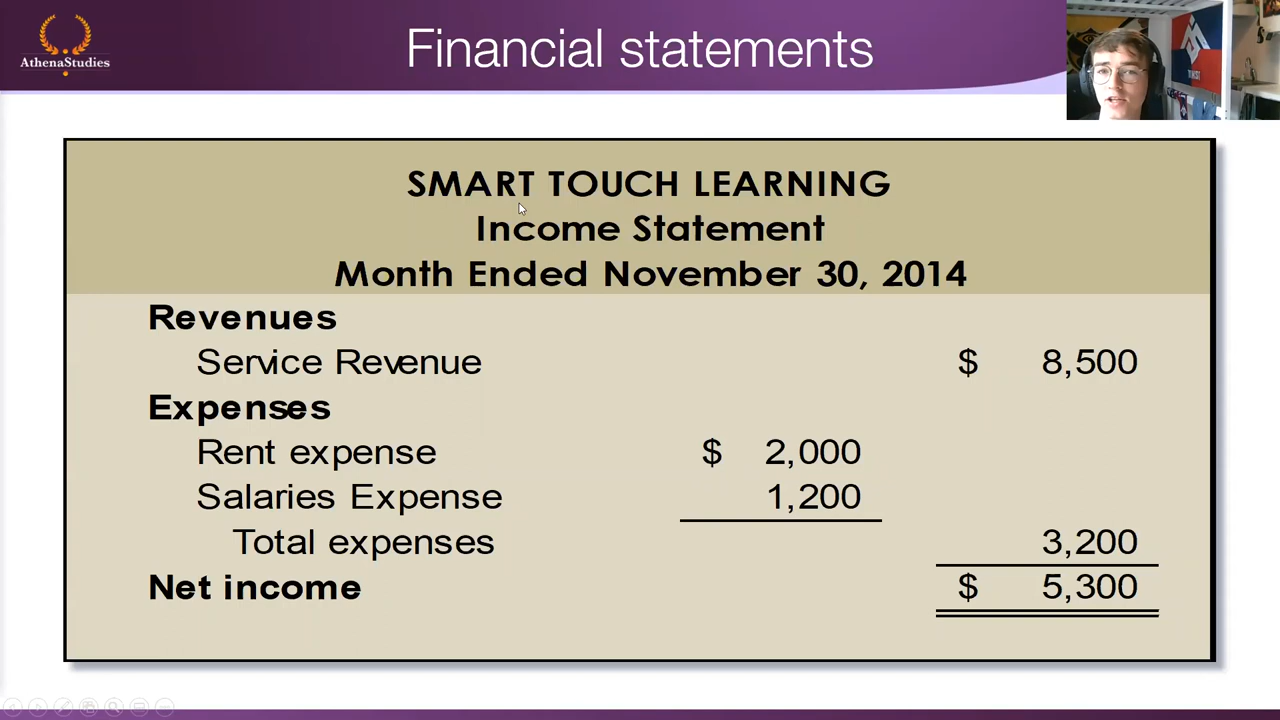 AthenaStudies
Financial statements
SMART TOUCH LEARNING
Income Statement
Month Ended November 30, 2014
Revenues
Service Revenue $ 8,500
Expenses
Rent expense $ 2,000
Salaries Expense 1,200
Total expenses 3,200
Net income $ 5,300